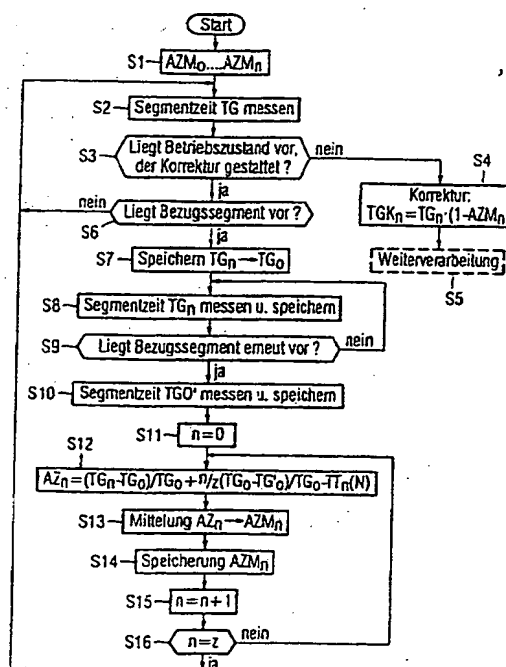 Start
S1 AZM₀....AZMₙ
S2 Segmentzeit TG messen
S3 Liegt Betriebszustand vor, der Korrektur gestattet ?
nein
ja
S4
Korrektur:
TGKₙ=TGₙ·(1-AZMₙ
Weiterverarbeitung
S5
nein
Liegt Bezugssegment vor ?
S6
ja
S7 Speichern TGₙ→TG₀
S8 Segmentzeit TGₙ messen u. speichern
S9 Liegt Bezugssegment erneut vor ?
nein
ja
S10 Segmentzeit TG0' messen u. speichern
S11 n=0
S12
AZₙ=(TGₙ-TG₀)/TG₀ + n/z(TG₀-TG'₀)/TG₀-TTₙ(N)
S13 Mittelung AZₙ→AZMₙ
S14 Speicherung AZMₙ
S15 n=n+1
S16 n=z
nein
ja